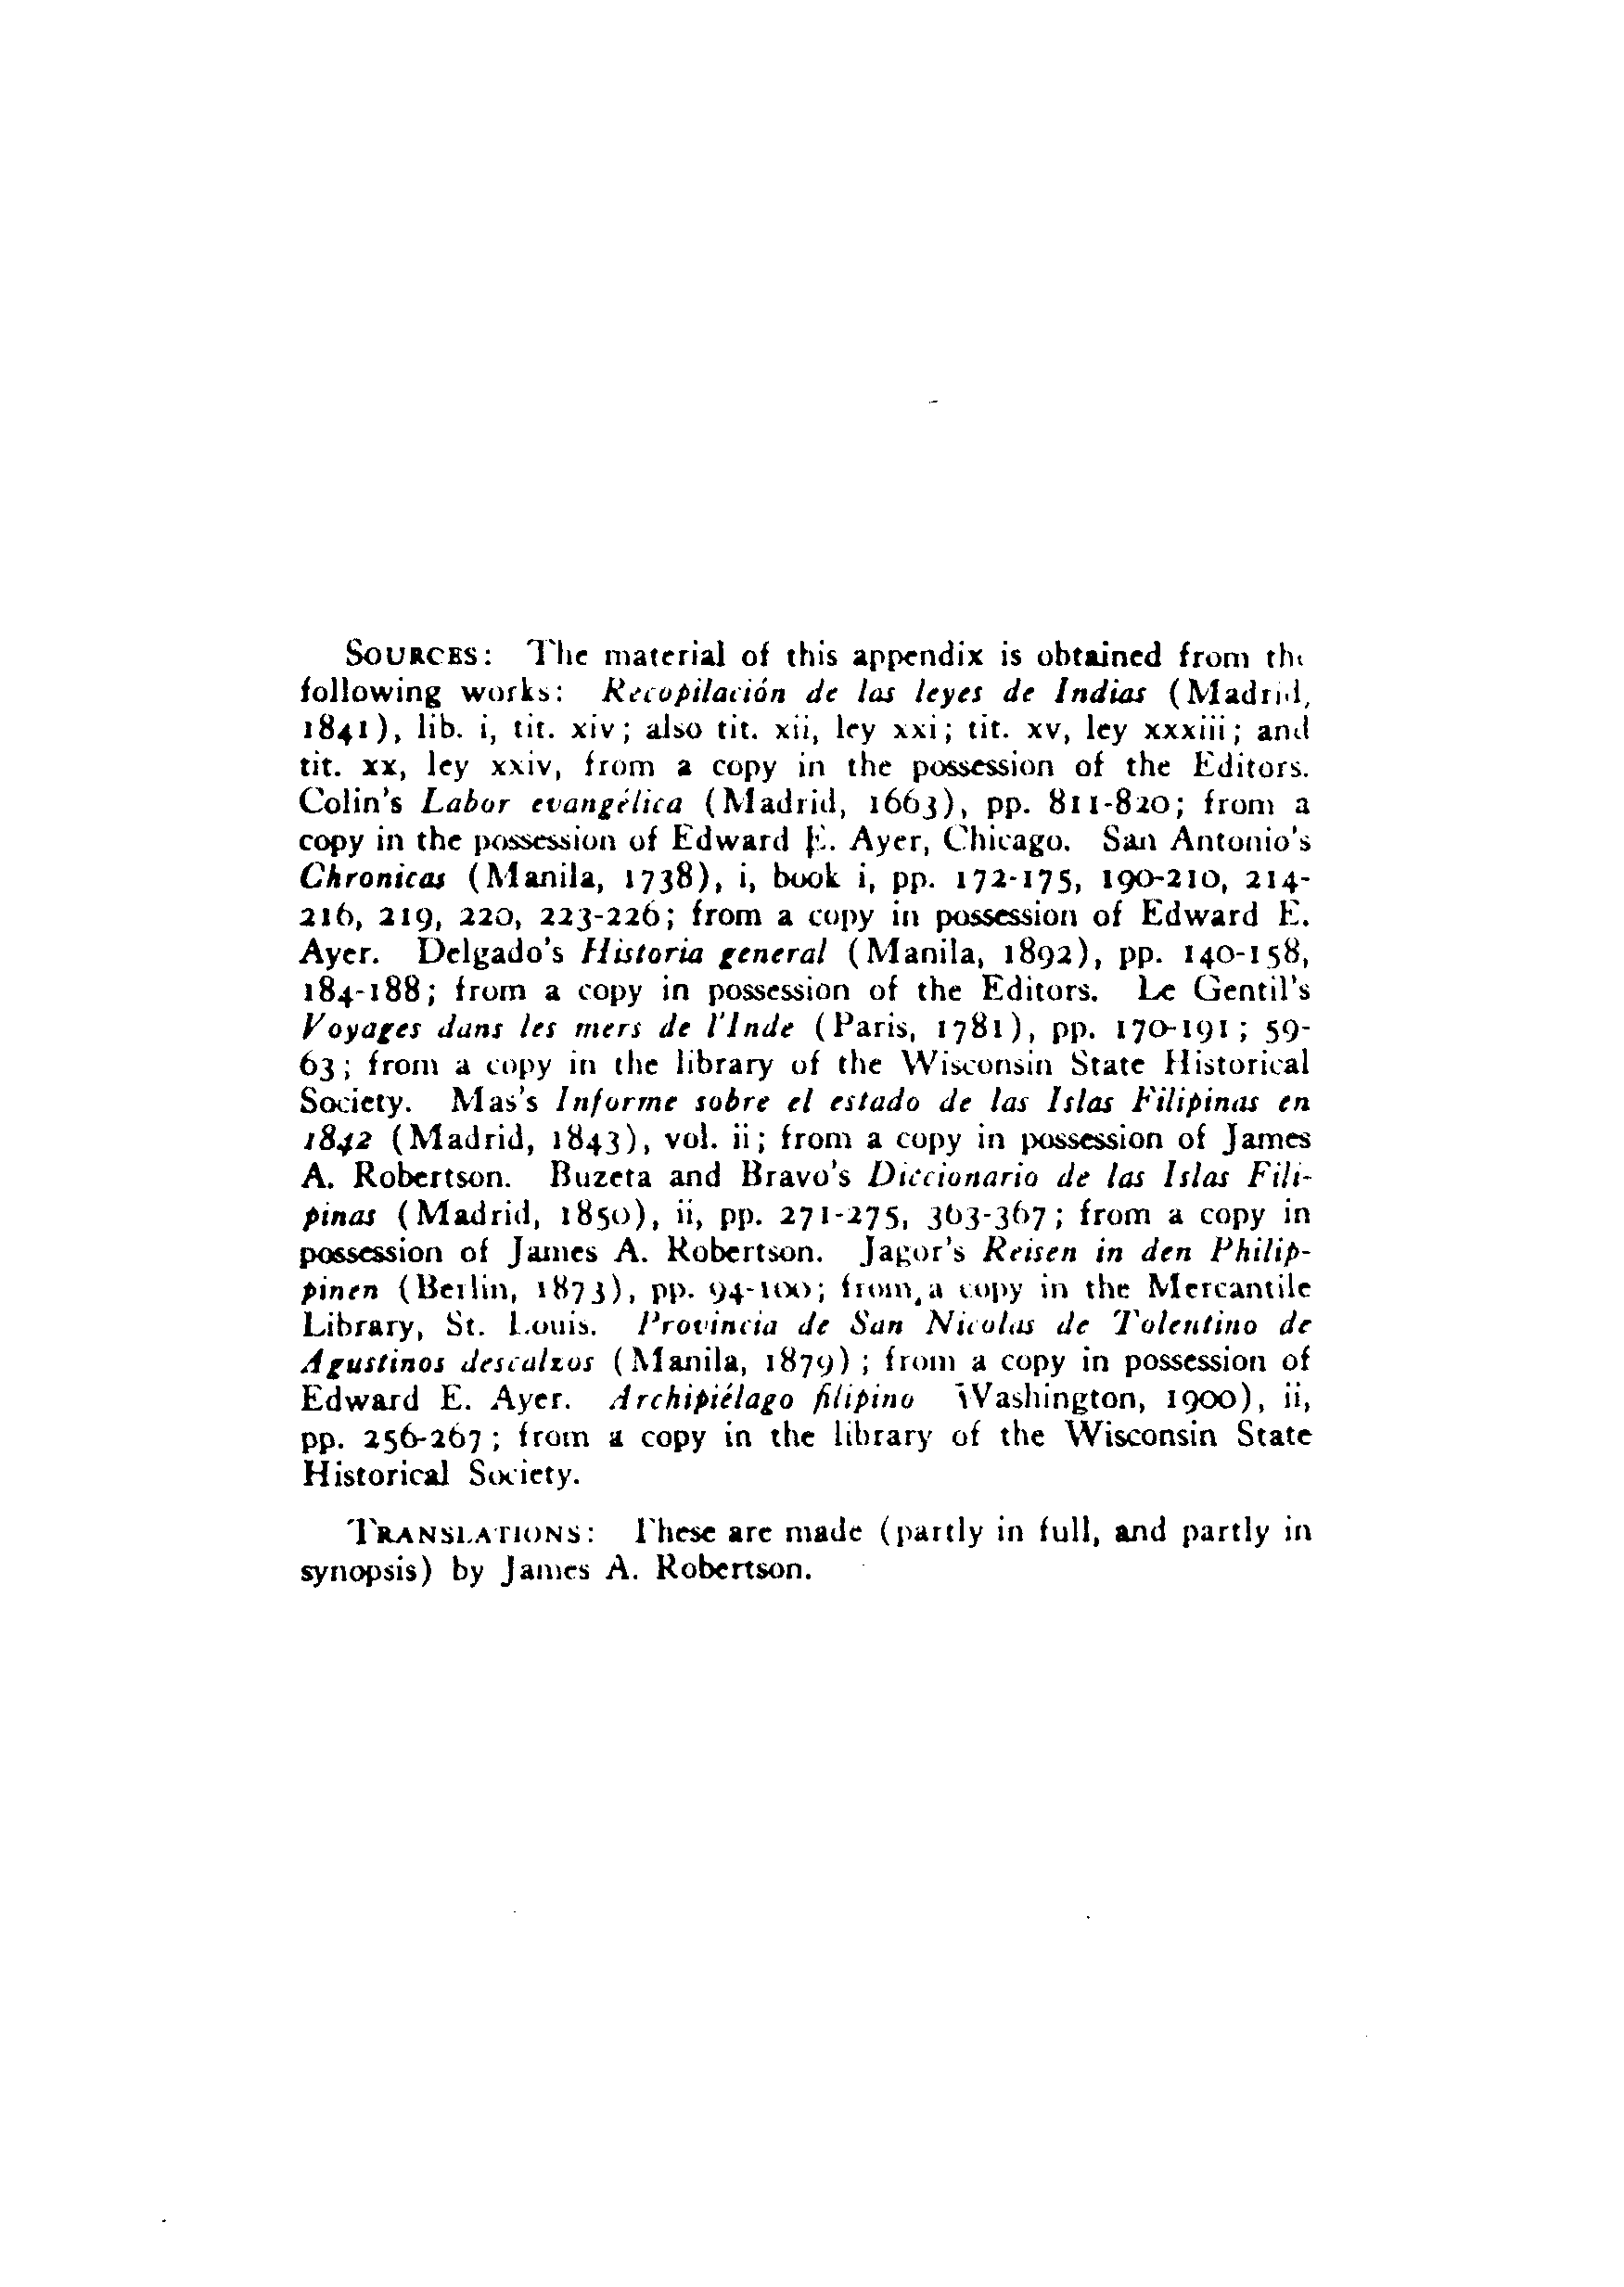 SOURCES: The material of this appendix is obtained from the
following works: Recopilación de las leyes de Indias (Madrid,
1841), lib. i, tit. xiv; also tit. xii, ley xxi; tit. xv, ley xxxiii; and
tit. xx, ley xxiv, from a copy in the possession of the Editors.
Colin's Labor evangélica (Madrid, 1663), pp. 811-820; from a
copy in the possession of Edward E. Ayer, Chicago. San Antonio's
Chronicas (Manila, 1738), i, book i, pp. 172-175, 190-210, 214-
216, 219, 220, 223-226; from a copy in possession of Edward E.
Ayer. Delgado's Historia general (Manila, 1892), pp. 140-158,
184-188; from a copy in possession of the Editors. Le Gentil's
Voyages dans les mers de l'Inde (Paris, 1781), pp. 170-191; 59-
63; from a copy in the library of the Wisconsin State Historical
Society. Mas's Informe sobre el estado de las Islas Filipinas en
1842 (Madrid, 1843), vol. ii; from a copy in possession of James
A. Robertson. Buzeta and Bravo's Diccionario de las Islas Fili-
pinas (Madrid, 1850), ii, pp. 271-275, 363-367; from a copy in
possession of James A. Robertson. Jagor's Reisen in den Philip-
pinen (Berlin, 1873), pp. 94-100; from a copy in the Mercantile
Library, St. Louis. Provincia de San Nicolas de Tolentino de
Agustinos descalzos (Manila, 1879); from a copy in possession of
Edward E. Ayer. Archipiélago filipino (Washington, 1900), ii,
pp. 256-267; from a copy in the library of the Wisconsin State
Historical Society.
TRANSLATIONS: These are made (partly in full, and partly in
synopsis) by James A. Robertson.